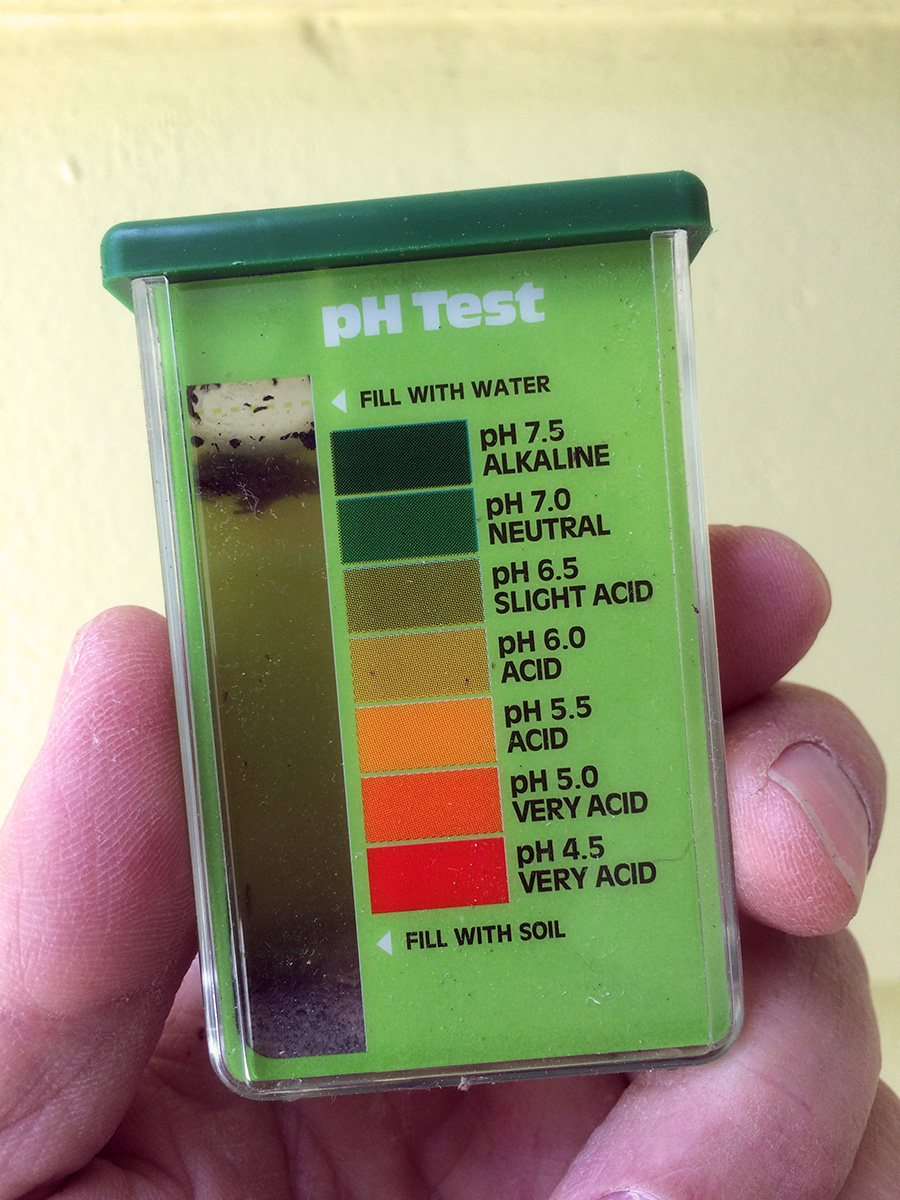 pH Test
FILL WITH WATER
pH 7.5
ALKALINE
pH 7.0
NEUTRAL
pH 6.5
SLIGHT ACID
pH 6.0
ACID
pH 5.5
ACID
pH 5.0
VERY ACID
pH 4.5
VERY ACID
FILL WITH SOIL